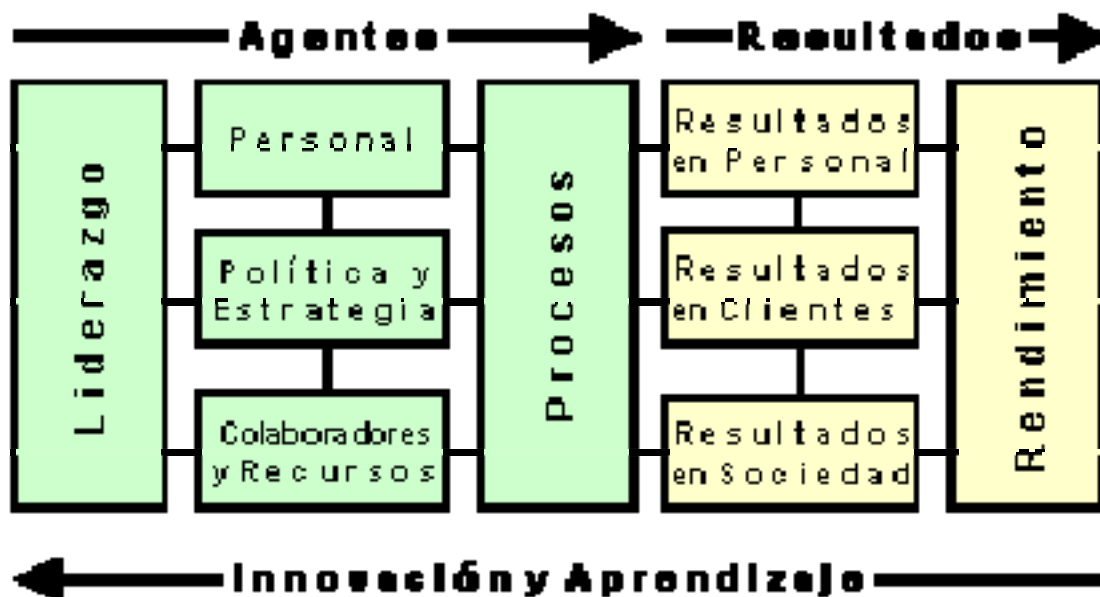 Agentes
Resultados
Liderazgo
Personal
Política y
Estrategia
Colaboradores
y Recursos
Procesos
Resultados
en Personal
Resultados
en Clientes
Resultados
en Sociedad
Rendimiento
Innovación y Aprendizaje